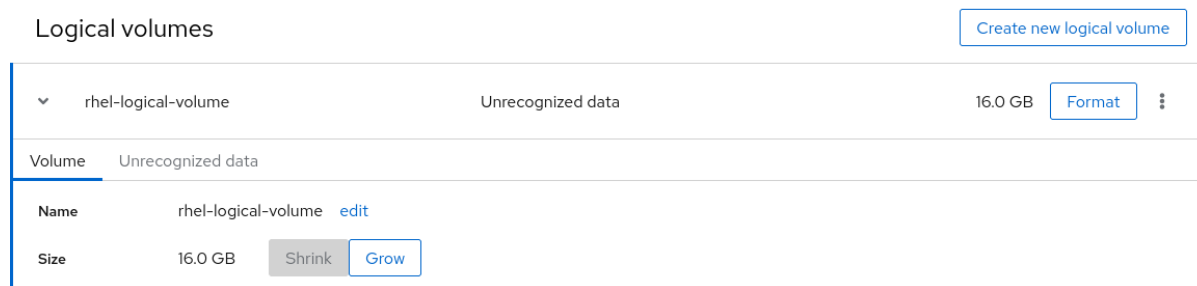 Logical volumes Create new logical volume
rhel-logical-volume Unrecognized data 16.0 GB Format
Volume Unrecognized data
Name rhel-logical-volume edit
Size 16.0 GB Shrink Grow